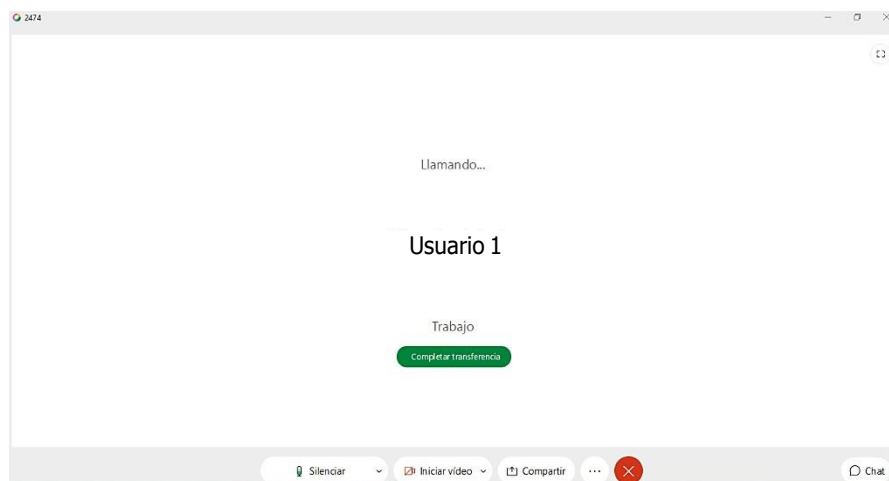 2474
Llamando...
Usuario 1
Trabajo
Completar transferencia
Silenciar
Iniciar vídeo
Compartir
Chat